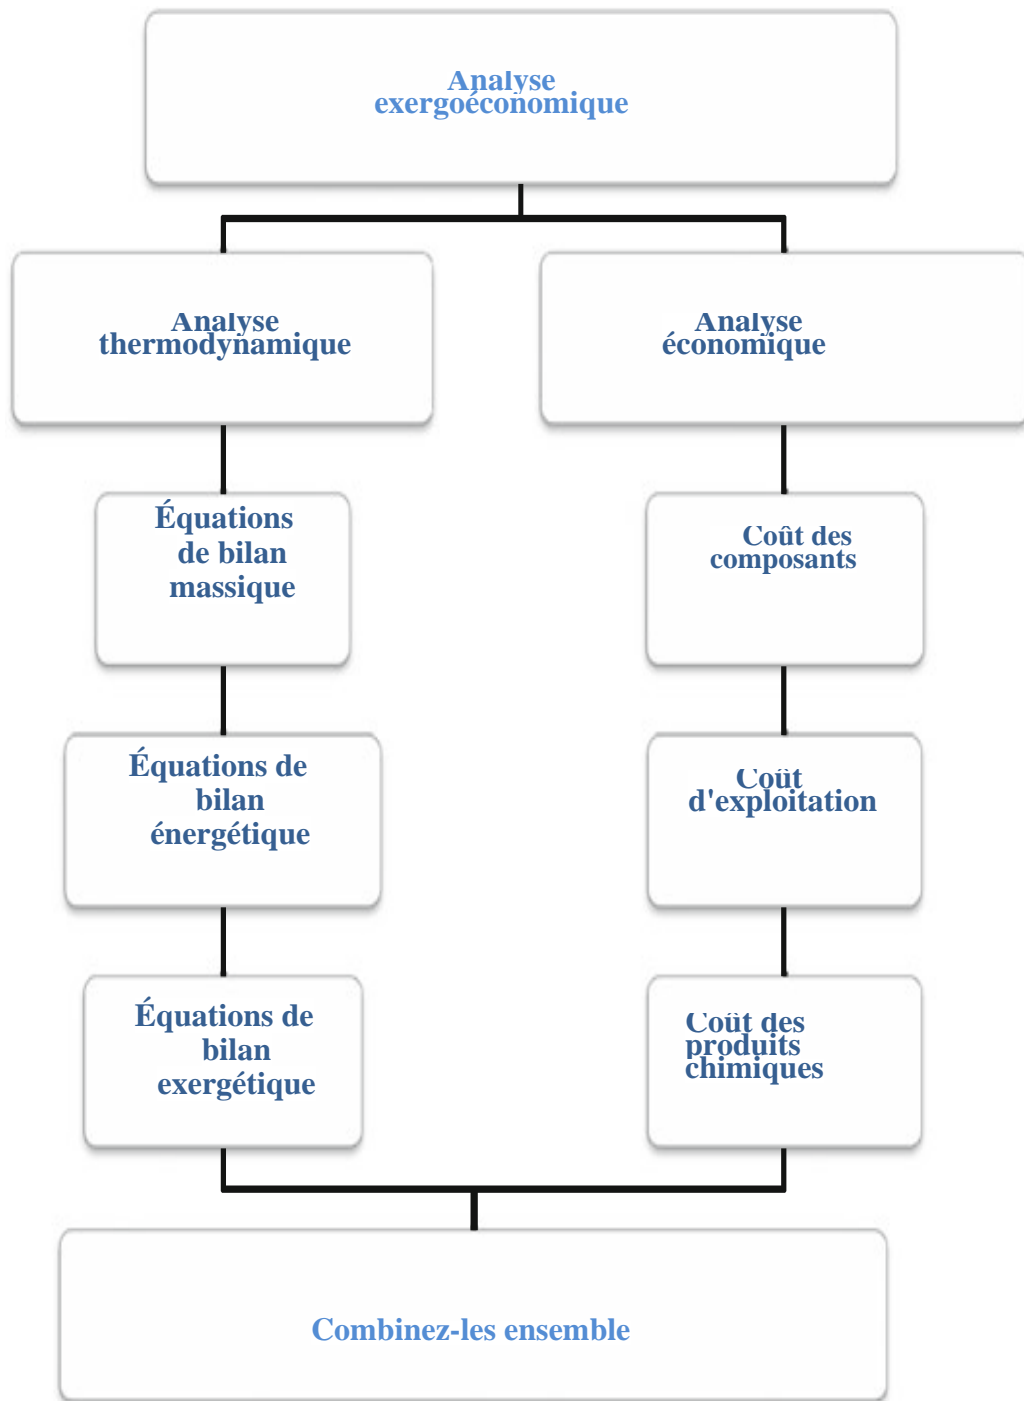 Analyse
exergoéconomique
Analyse
thermodynamique
Analyse
économique
Équations
de bilan
massique
Coût des
composants
Équations de
bilan
énergétique
Coût
d'exploitation
Équations de
bilan
exergétique
Coût des
produits
chimiques
Combinez-les ensemble